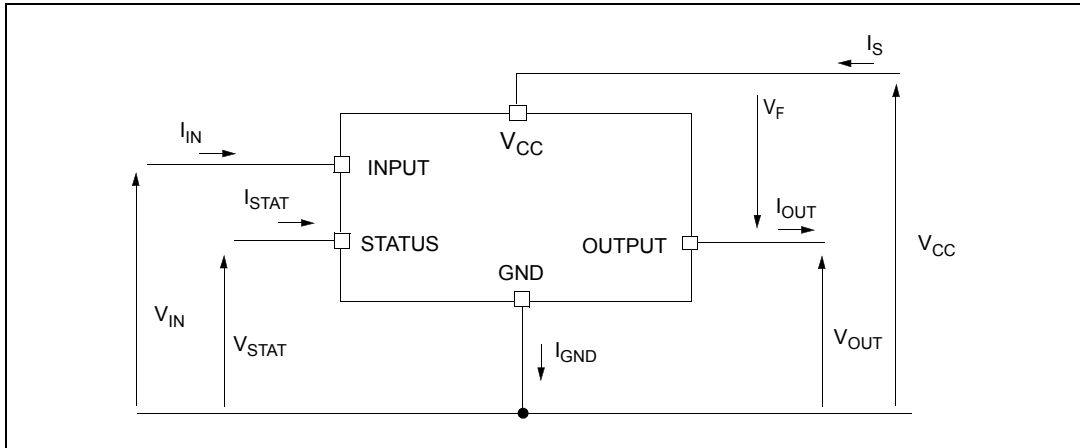 I_S
V_F
I_IN
V_CC
INPUT
I_STAT
I_OUT
STATUS
OUTPUT
V_CC
GND
V_IN
V_STAT
I_GND
V_OUT